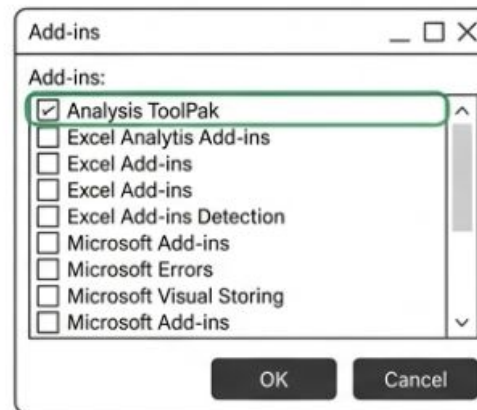 Add-ins
Add-ins:
Analysis ToolPak
Excel Analytis Add-ins
Excel Add-ins
Excel Add-ins
Excel Add-ins Detection
Microsoft Add-ins
Microsoft Errors
Microsoft Visual Storing
Microsoft Add-ins
OK Cancel